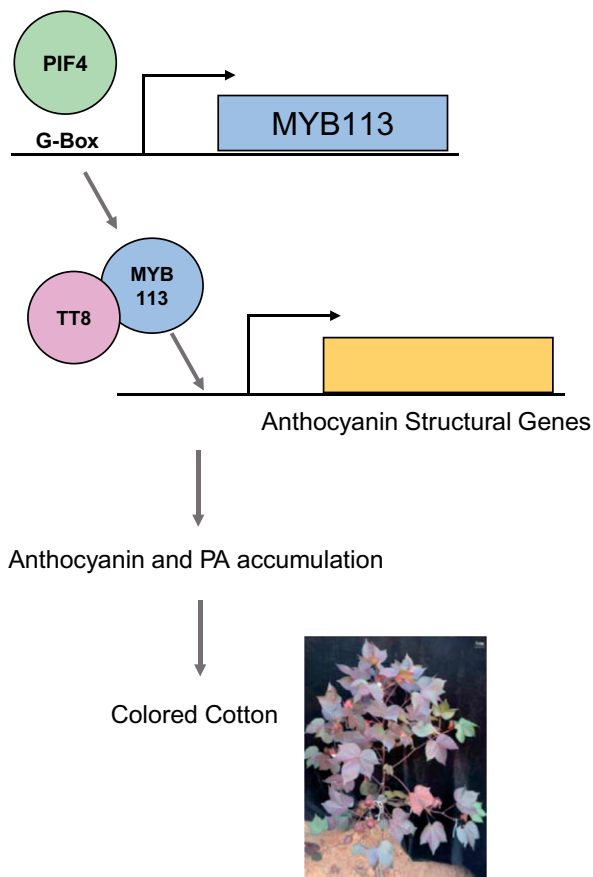 PIF4
G-Box
MYB113
MYB
113
TT8
Anthocyanin Structural Genes
Anthocyanin and PA accumulation
Colored Cotton